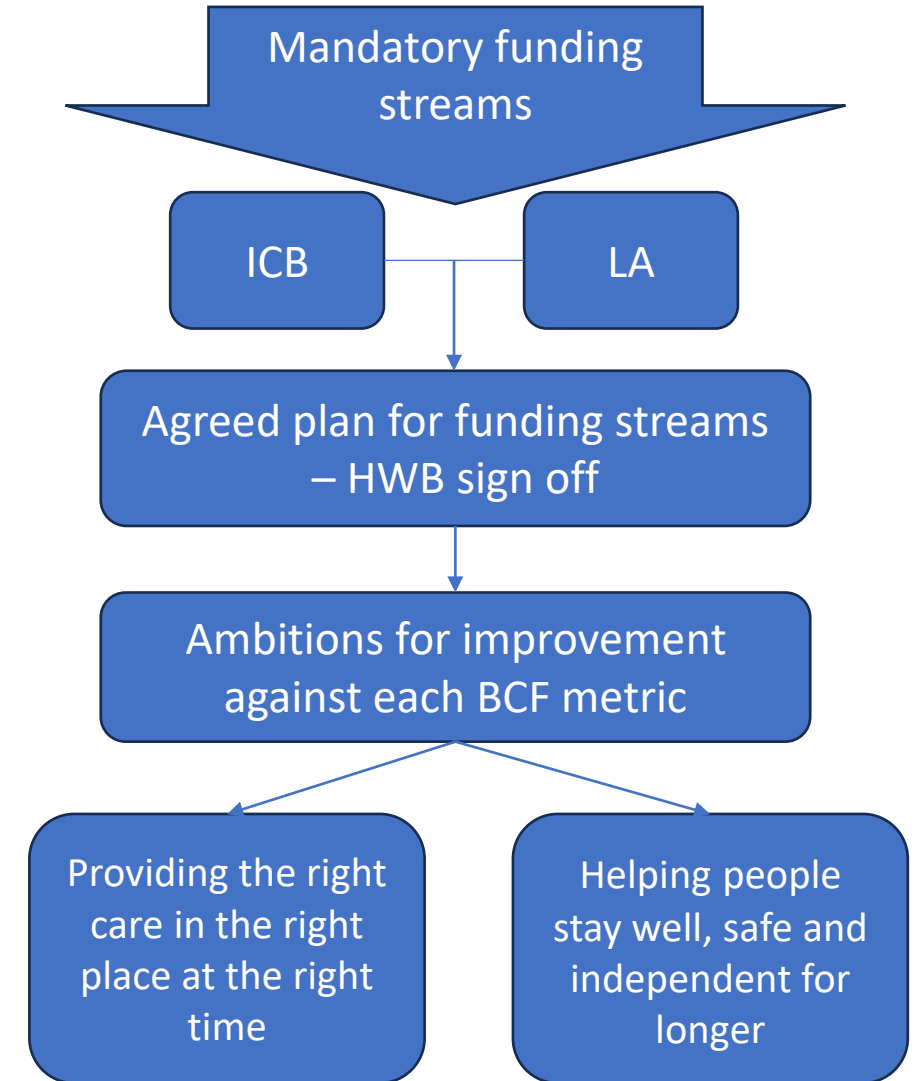 Mandatory funding
streams
ICB
LA
Agreed plan for funding streams
– HWB sign off
Ambitions for improvement
against each BCF metric
Providing the right
care in the right
place at the right
time
Helping people
stay well, safe and
independent for
longer